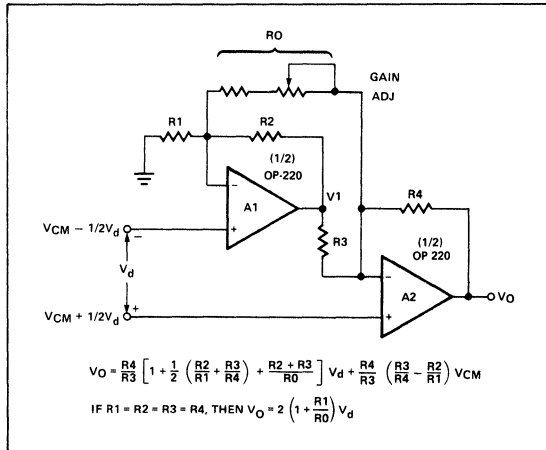 RO
GAIN
ADJ
R1
R2
(1/2)
OP-220
V1
R4
−
A1
+
R3
(1/2)
OP 220
VCM − 1/2Vd
−
Vd
−
A2
VO
+
VCM + 1/2Vd
+
VO = R4/R3 [1 + 1/2 (R2/R1 + R3/R4) + R2 + R3/RO] Vd + R4/R3 (R3/R4 − R2/R1) VCM
IF R1 = R2 = R3 = R4, THEN VO = 2 (1 + R1/RO) Vd